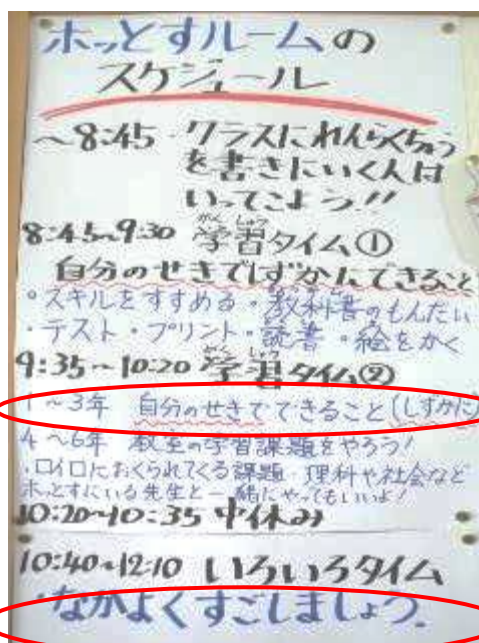 ホっとすルームの
スケジュール
~8:45 クラスにれんらくちょう
を書きにいく人は
いってこよう!!
8:45~9:30 学習タイム①
がん しゅう
自分のせきでしずかにできること
・スキルをすすめる・教科書のもんだい
・テスト・プリント・読書・絵をかく
9:35~10:20 学習タイム②
1~3年 自分のせきでできること(しずかに)
4~6年 教室の学習課題をやろう!
・ロイロにおくられてくる課題・理科や社会など
ホっとすにいる先生と一緒にやってもいいよ!
10:20~10:35 中休み
10:40~12:10 いろいろタイム
・なかよくすごしましょう.